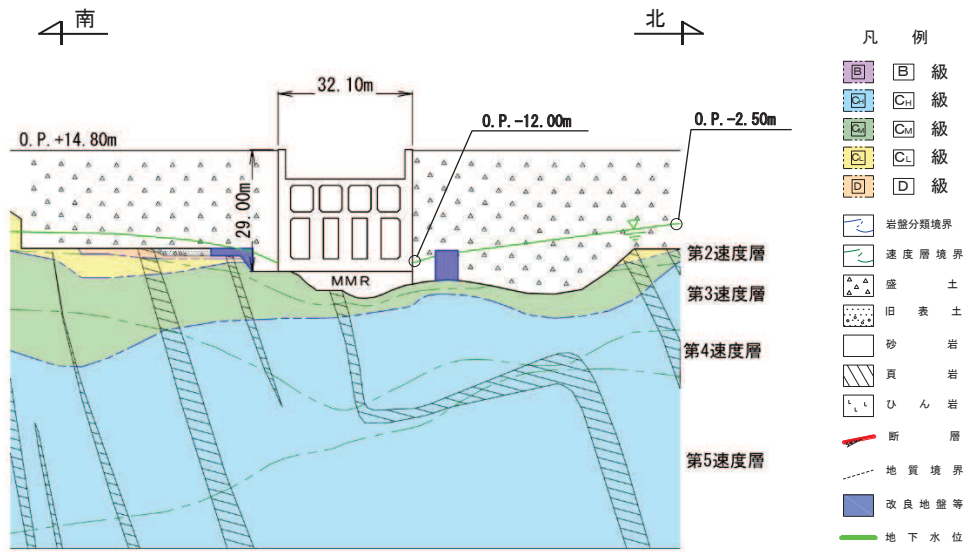 南
北
32.10m
O.P.-12.00m
O.P.-2.50m
O.P.+14.80m
29.00m
MMR
第2速度層
第3速度層
第4速度層
第5速度層
凡 例
B B 級
CH CH 級
CM CM 級
CL CL 級
D D 級
岩盤分類境界
速度層境界
盛 土
旧 表 土
砂 岩
頁 岩
ひ ん 岩
断 層
地 質 境 界
改 良 地 盤 等
地 下 水 位